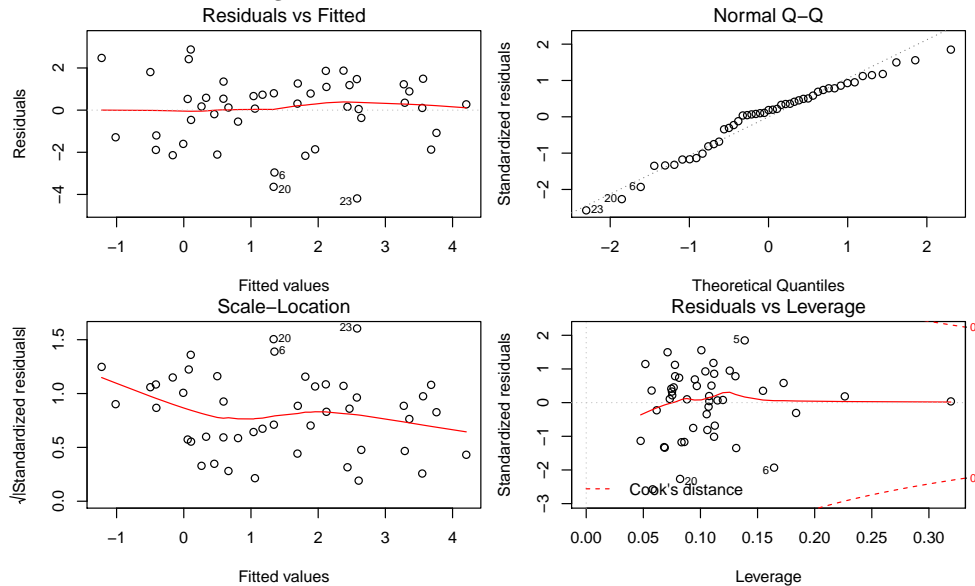 Residuals vs Fitted
Residuals
2
0
−2
−4
6
20
23
−1 0 1 2 3 4
Fitted values
Normal Q−Q
Standardized residuals
2
1
0
−1
−2
6
20
23
−2 −1 0 1 2
Theoretical Quantiles
Scale−Location
√|Standardized residuals|
1.5
1.0
0.5
0.0
23
20
6
−1 0 1 2 3 4
Fitted values
Residuals vs Leverage
Standardized residuals
2
1
0
−1
−2
−3
5
6
20
Cook's distance
0.00 0.05 0.10 0.15 0.20 0.25 0.30
Leverage